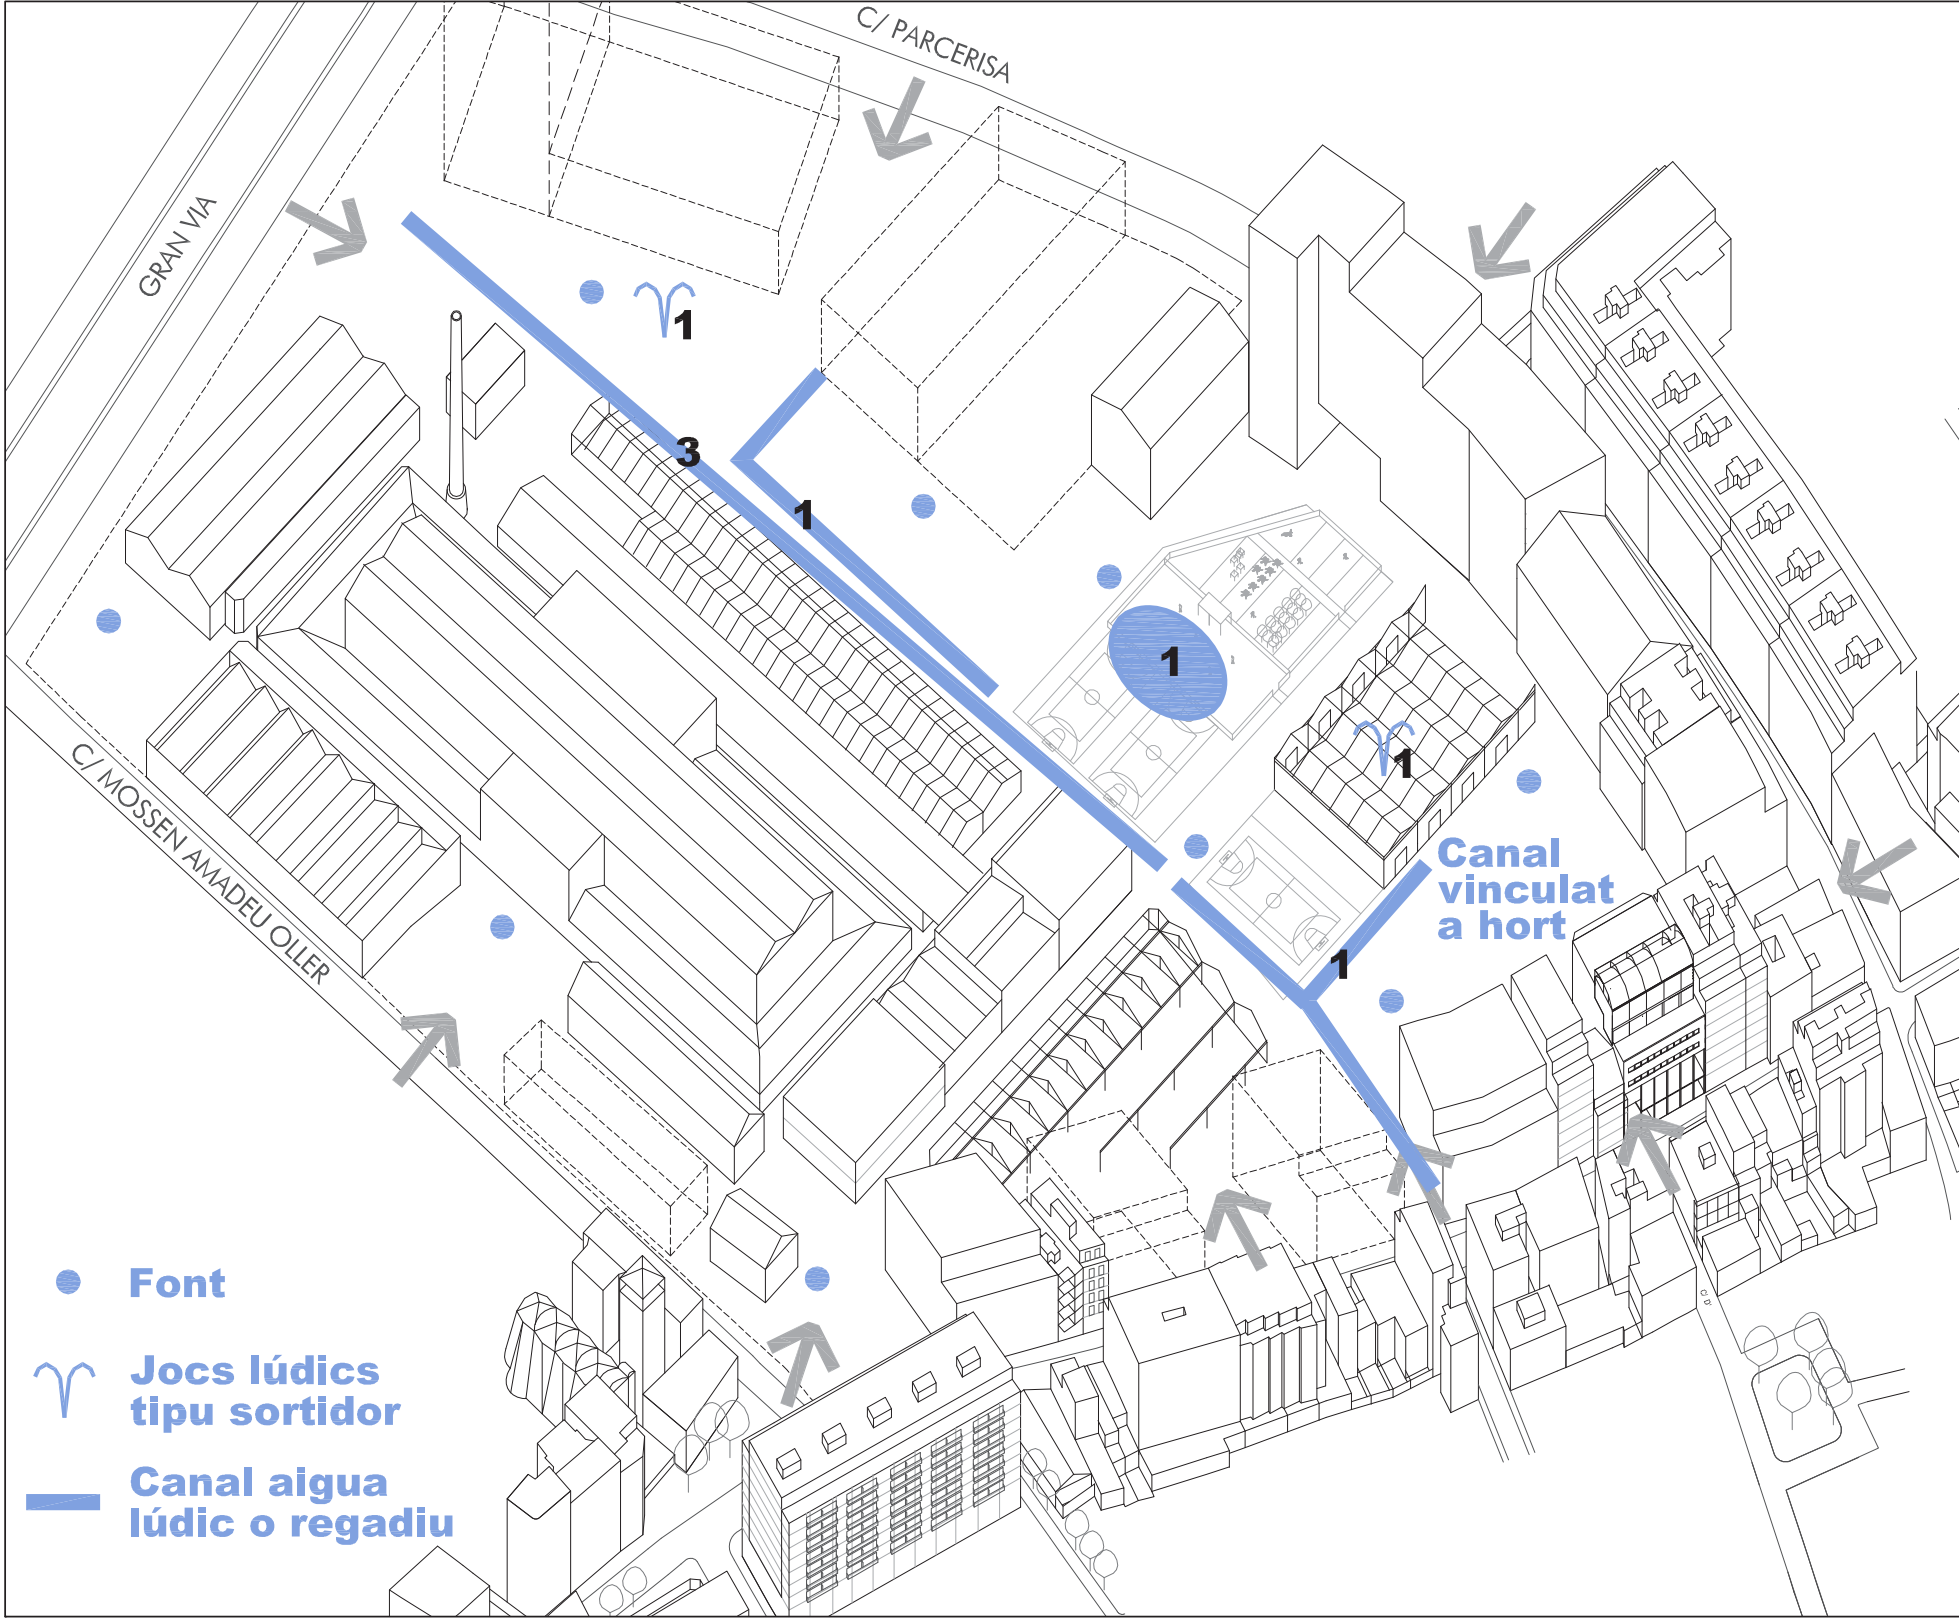 C/ PARCERISA
GRAN VIA
1
3
1
1
1
C/ MOSSEN AMADEU OLLER
Canal
vinculat
a hort
1
Font
Jocs lúdics
tipu sortidor
Canal aigua
lúdic o regadiu